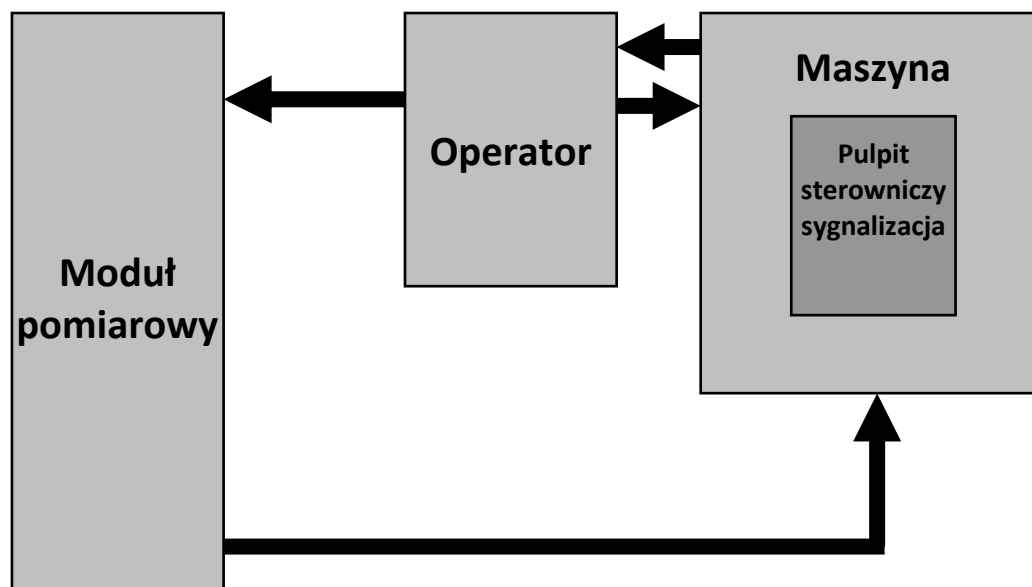 Moduł
pomiarowy
Operator
Maszyna
Pulpit
sterowniczy
sygnalizacja